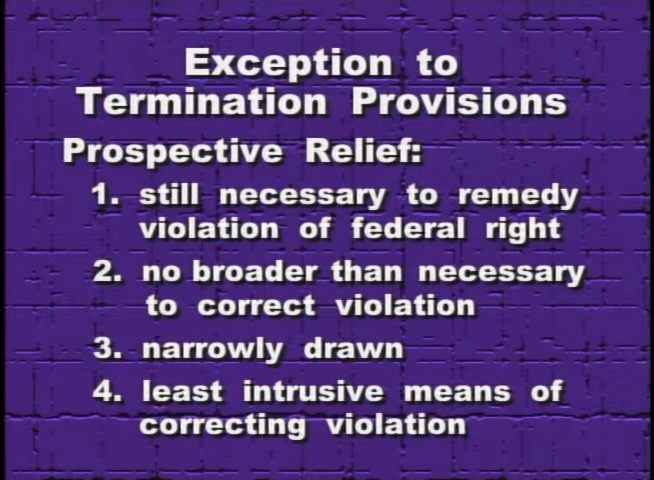 Exception to
Termination Provisions
Prospective Relief:
1. still necessary to remedy
violation of federal right
2. no broader than necessary
to correct violation
3. narrowly drawn
4. least intrusive means of
correcting violation